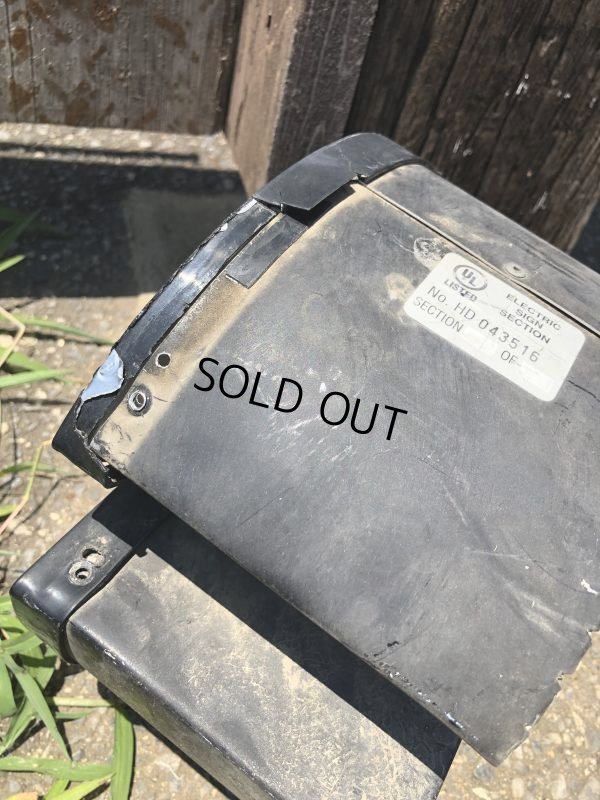 UL
LISTED
ELECTRIC
SIGN
SECTION
No. HD 043516
SECTION OF
SOLD OUT